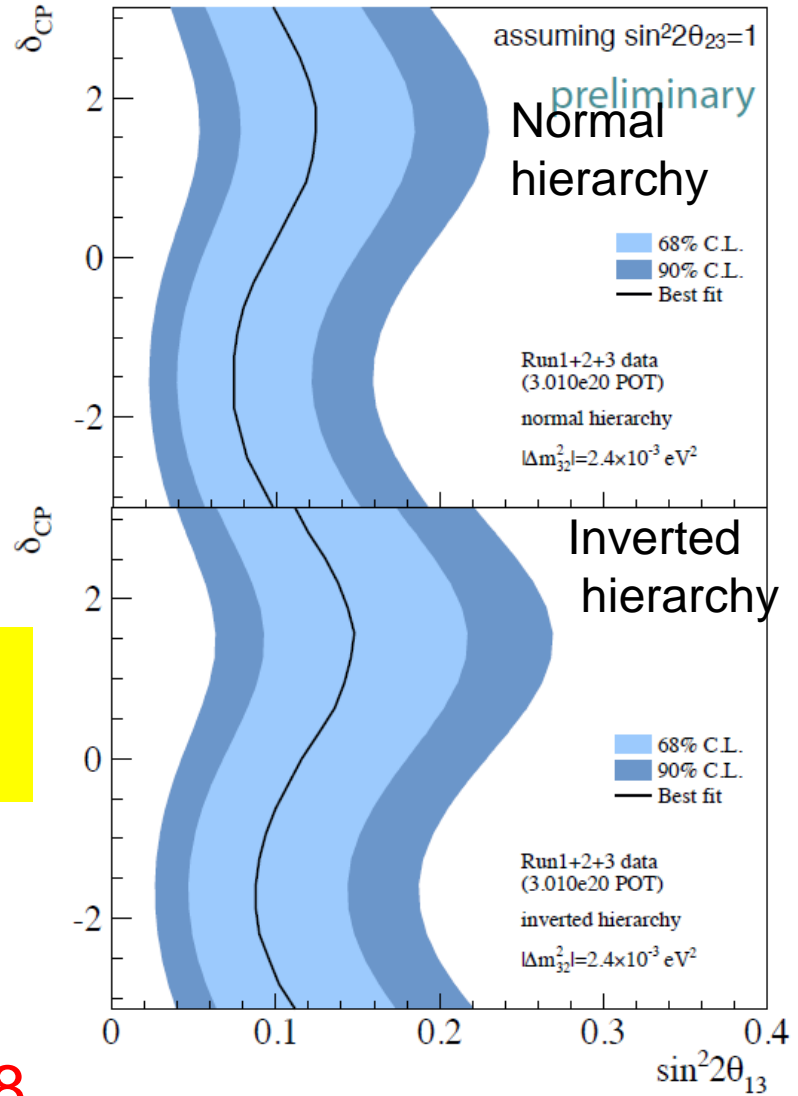 δCP
assuming sin²2θ₂₃=1
preliminary
Normal
hierarchy
2
68% C.L.
90% C.L.
Best fit
0
Run1+2+3 data
(3.010e20 POT)
normal hierarchy
|Δm²₃₂|=2.4×10⁻³ eV²
-2
δCP
Inverted
hierarchy
2
68% C.L.
90% C.L.
Best fit
0
Run1+2+3 data
(3.010e20 POT)
inverted hierarchy
|Δm²₃₂|=2.4×10⁻³ eV²
-2
0 0.1 0.2 0.3 0.4
sin²2θ₁₃